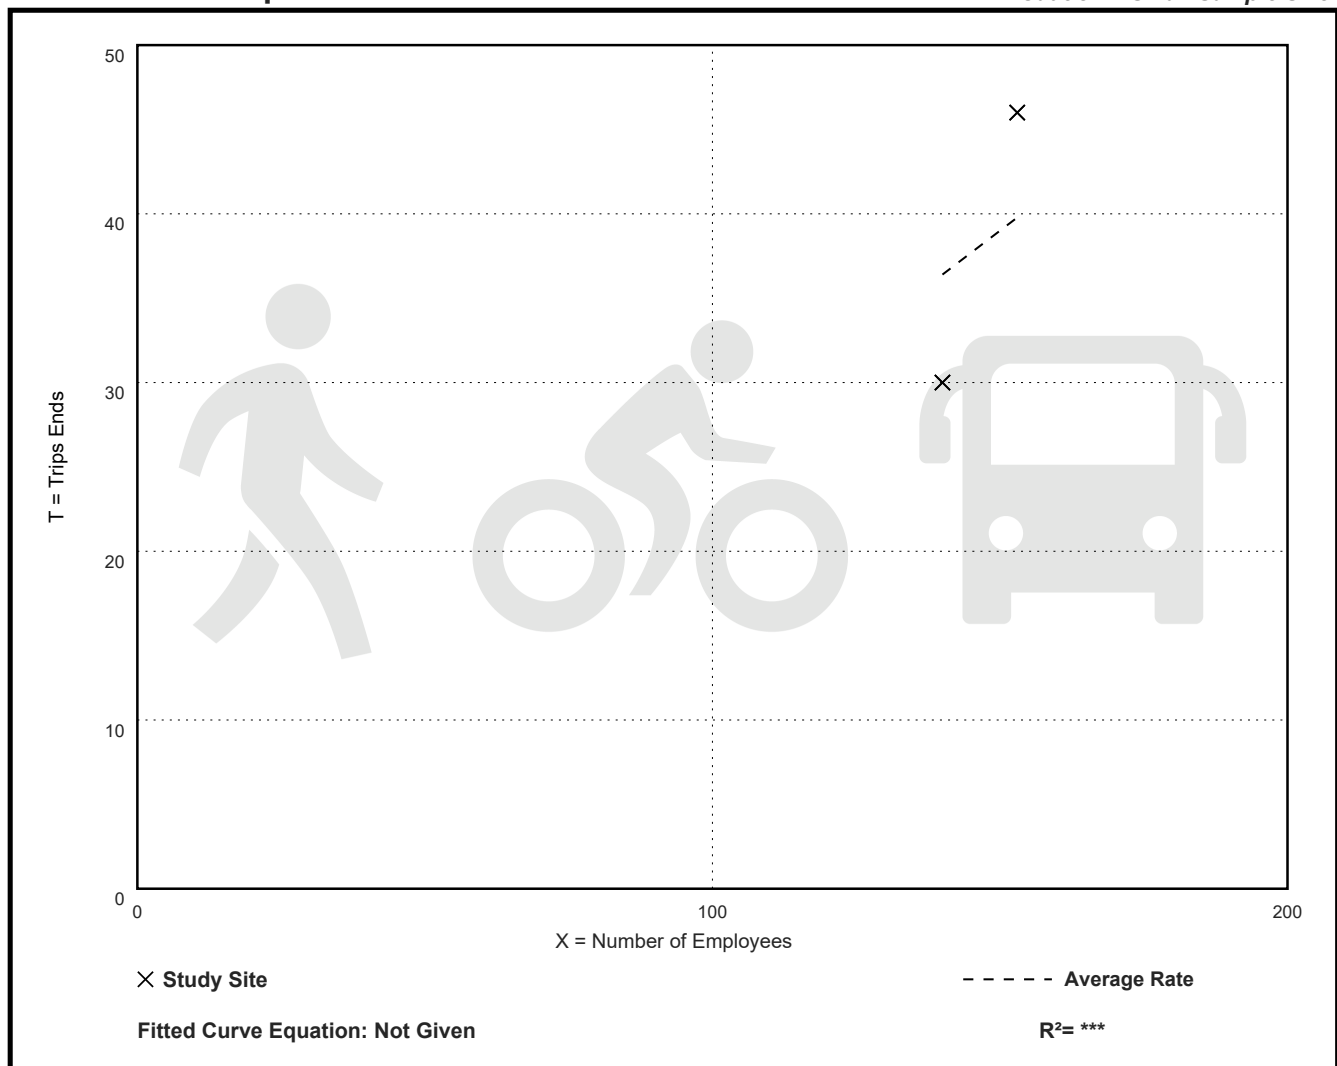 50
40
30
20
10
0
T = Trips Ends
0 100 200
X = Number of Employees
Study Site
Average Rate
Fitted Curve Equation: Not Given
R²= ***